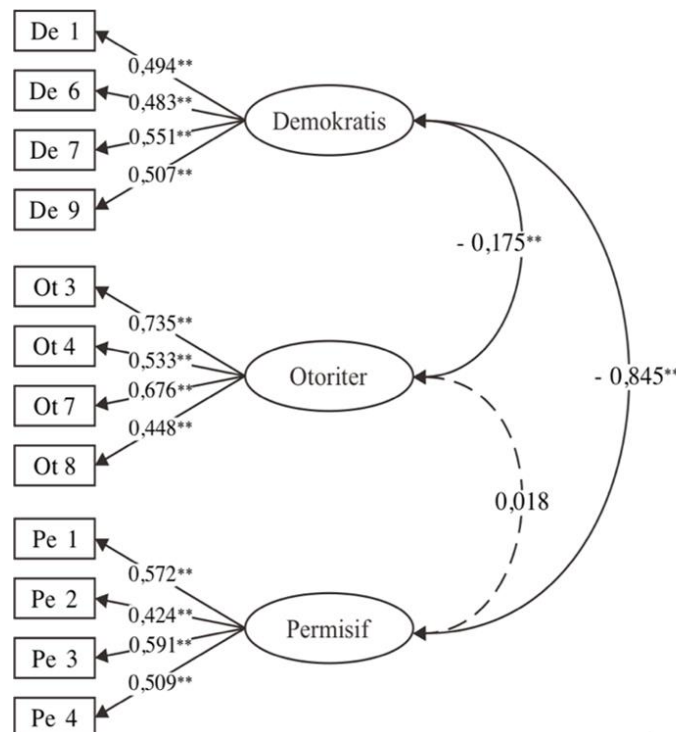 De 1
0,494**
De 6
0,483**
De 7
0,551**
De 9
0,507**
Demokratis
- 0,175**
Ot 3
0,735**
Ot 4
0,533**
Ot 7
0,676**
Ot 8
0,448**
Otoriter
- 0,845**
0,018
Pe 1
0,572**
Pe 2
0,424**
Pe 3
0,591**
Pe 4
0,509**
Permisif